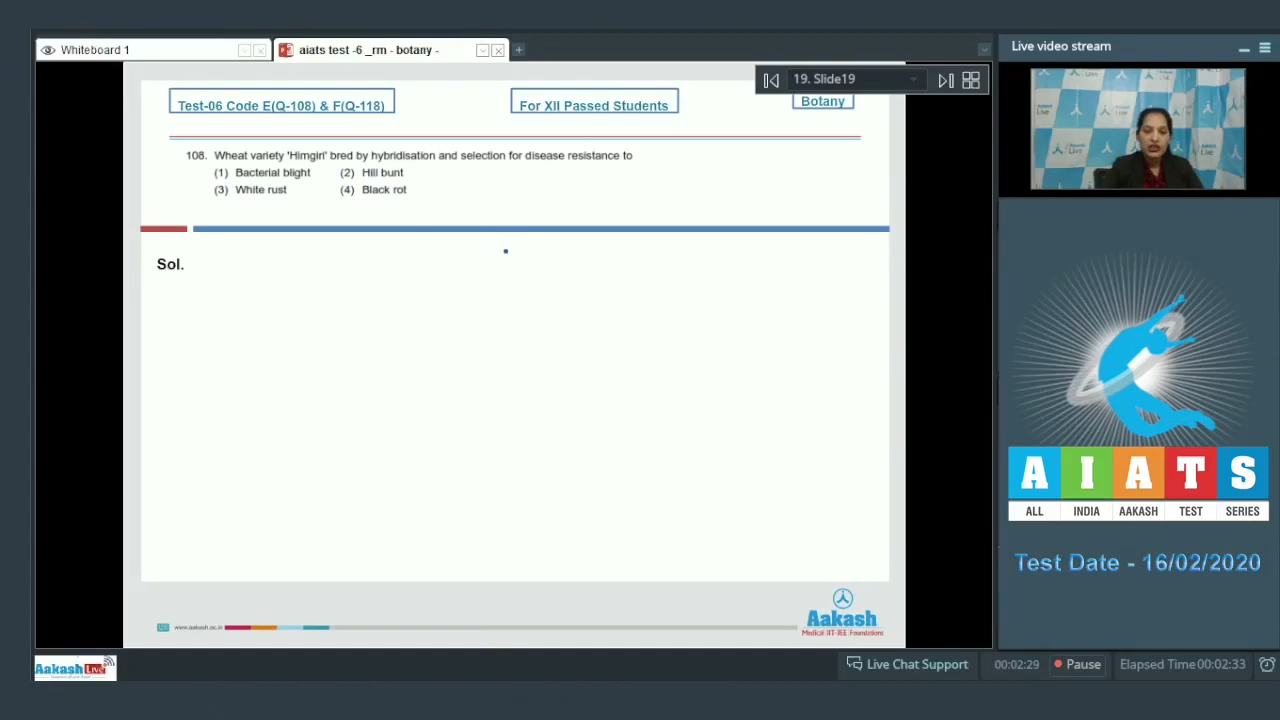 Whiteboard 1
aiats test -6 _rm - botany -
Live video stream
19. Slide19
Test-06 Code E(Q-108) & F(Q-118)
For XII Passed Students
Botany
108. Wheat variety 'Himgiri' bred by hybridisation and selection for disease resistance to
(1) Bacterial blight (2) Hill bunt
(3) White rust (4) Black rot
Sol.
A I A T S
ALL INDIA AAKASH TEST SERIES
Test Date - 16/02/2020
www.aakash.ac.in
Aakash
Medical IIT-JEE Foundations
Aakash Live
Live Chat Support
00:02:29
Pause
Elapsed Time 00:02:33